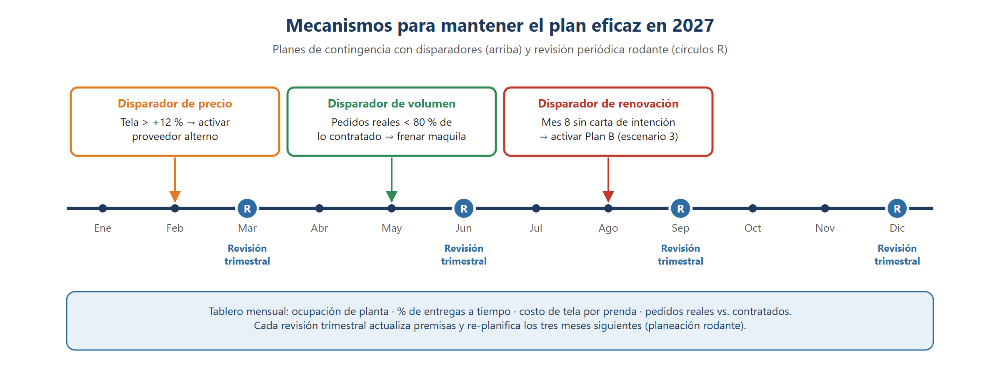 Mecanismos para mantener el plan eficaz en 2027
Planes de contingencia con disparadores (arriba) y revisión periódica rodante (círculos R)
Disparador de precio
Tela > +12 % → activar
proveedor alterno
Disparador de volumen
Pedidos reales < 80 % de
lo contratado → frenar maquila
Disparador de renovación
Mes 8 sin carta de intención
→ activar Plan B (escenario 3)
R
R
R
R
Ene
Feb
Mar
Abr
May
Jun
Jul
Ago
Sep
Oct
Nov
Dic
Revisión
trimestral
Revisión
trimestral
Revisión
trimestral
Revisión
trimestral
Tablero mensual: ocupación de planta · % de entregas a tiempo · costo de tela por prenda · pedidos reales vs. contratados.
Cada revisión trimestral actualiza premisas y re-planifica los tres meses siguientes (planeación rodante).